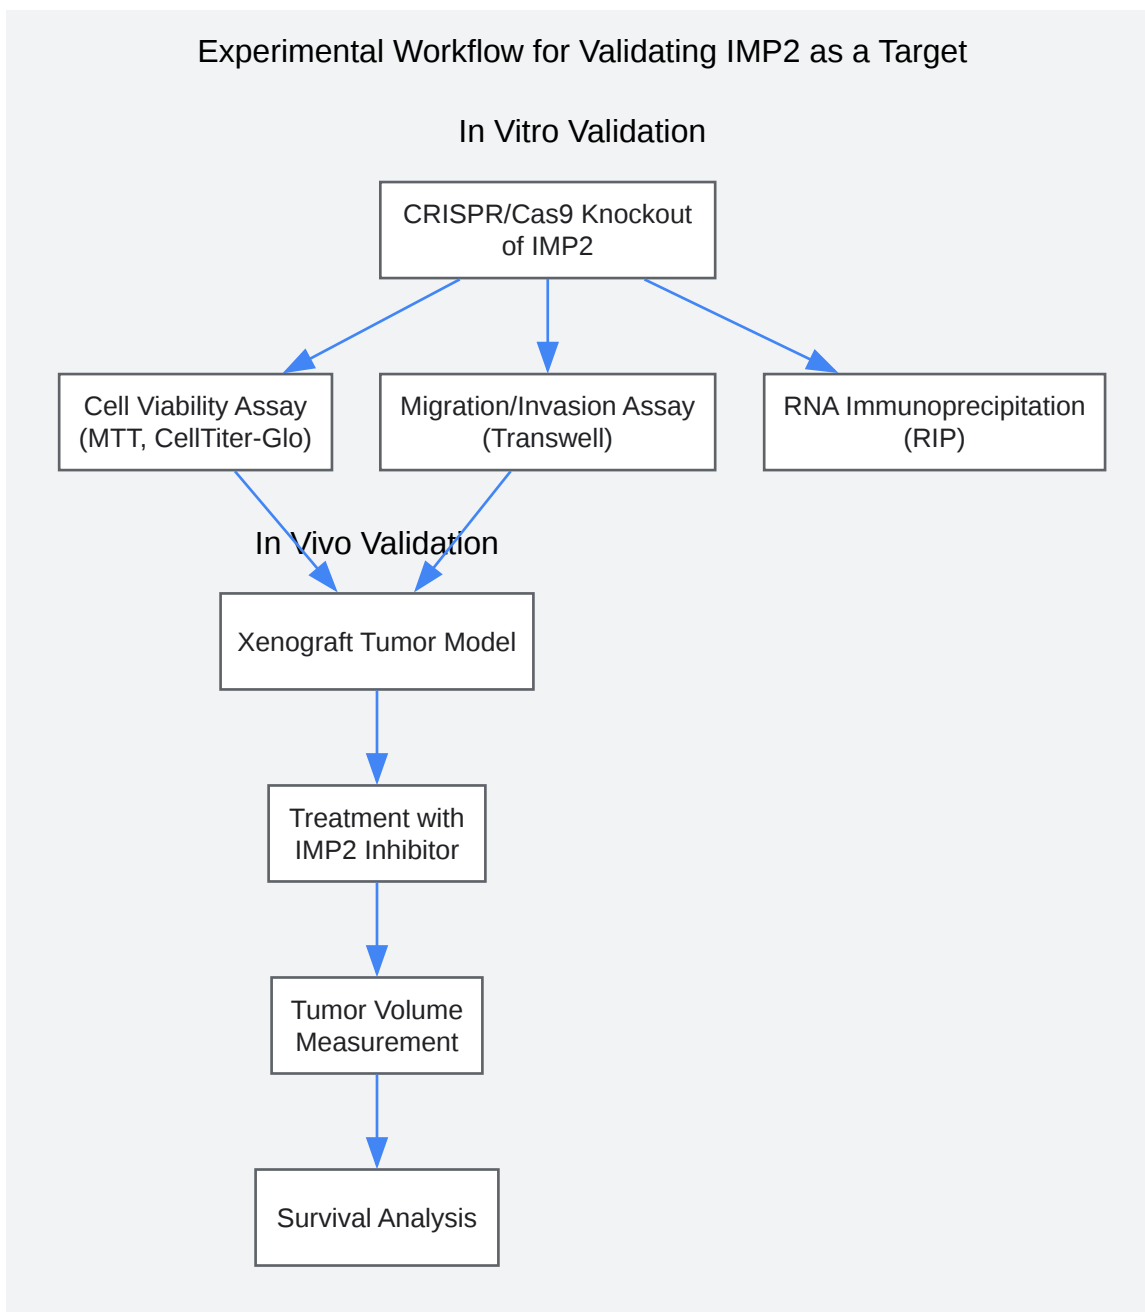 Experimental Workflow for Validating IMP2 as a Target
In Vitro Validation
CRISPR/Cas9 Knockout
of IMP2
Cell Viability Assay
(MTT, CellTiter-Glo)
Migration/Invasion Assay
(Transwell)
RNA Immunoprecipitation
(RIP)
In Vivo Validation
Xenograft Tumor Model
Treatment with
IMP2 Inhibitor
Tumor Volume
Measurement
Survival Analysis